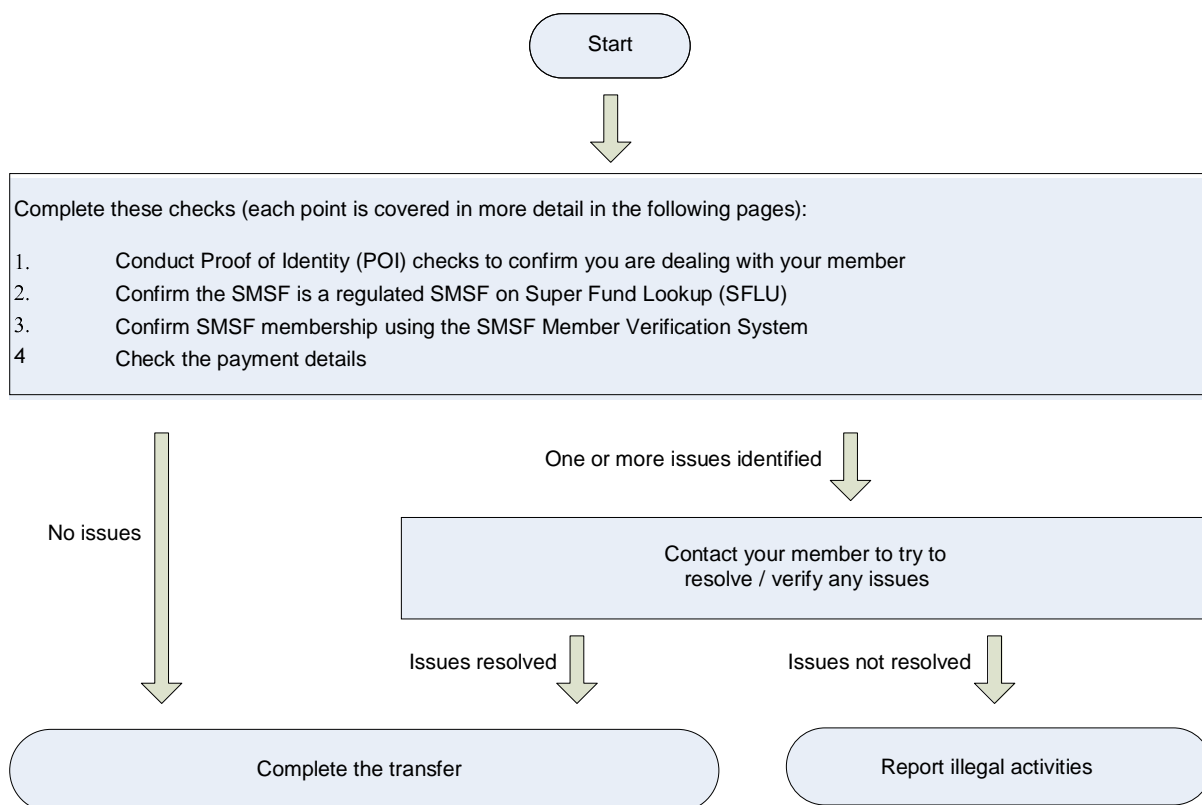 Start
Complete these checks (each point is covered in more detail in the following pages):
1. Conduct Proof of Identity (POI) checks to confirm you are dealing with your member
2. Confirm the SMSF is a regulated SMSF on Super Fund Lookup (SFLU)
3. Confirm SMSF membership using the SMSF Member Verification System
4 Check the payment details
One or more issues identified
No issues
Contact your member to try to
resolve / verify any issues
Issues resolved
Issues not resolved
Complete the transfer
Report illegal activities